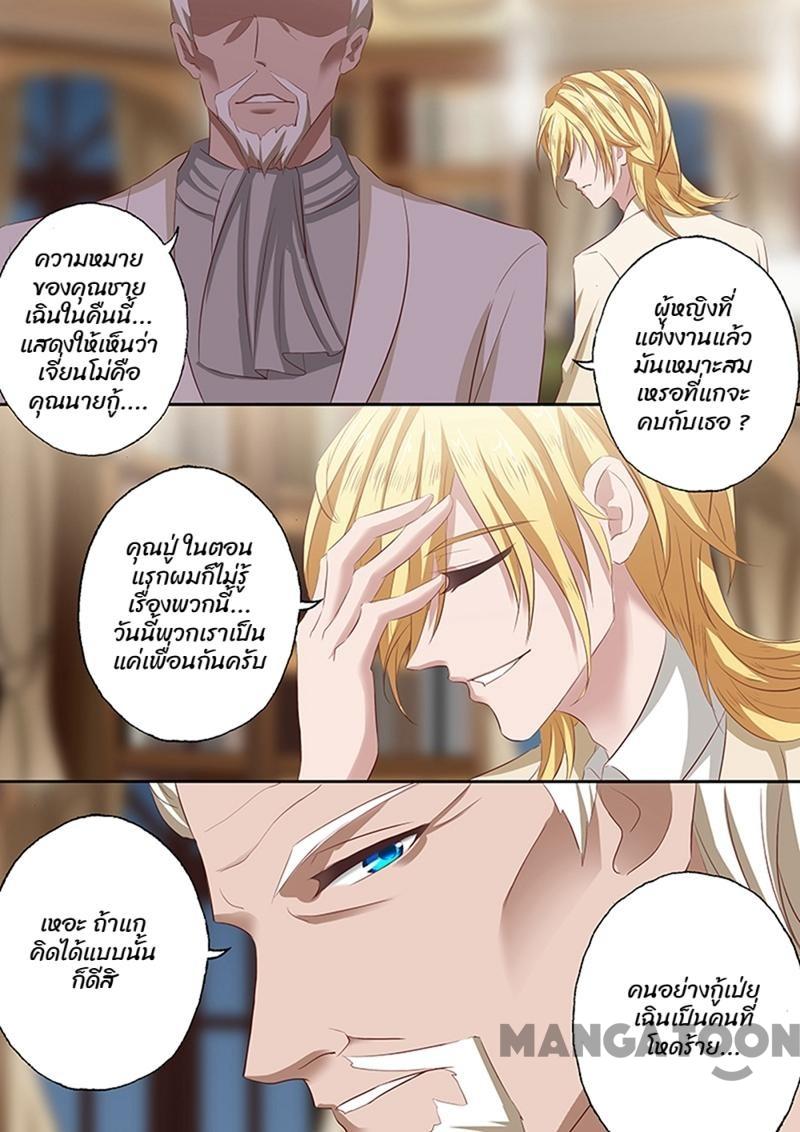 ความหมาย
ของคุณชาย
เฉินในคืนนี้...
แสดงให้เห็นว่า
เจี่ยนโม่คือ
คุณนายกู้....
ผู้หญิงที่
แต่งงานแล้ว
มันเหมาะสม
เหรอที่แกจะ
คบกับเธอ ?
คุณปู่ ในตอน
แรกผมก็ไม่รู้
เรื่องพวกนี้...
วันนี้พวกเราเป็น
แค่เพื่อนกันครับ
เหอะ ถ้าแก
คิดได้แบบนั้น
ก็ดีสิ
คนอย่างกู้เป่ย
เฉินเป็นคนที่
โหดร้าย...
MANGATOON